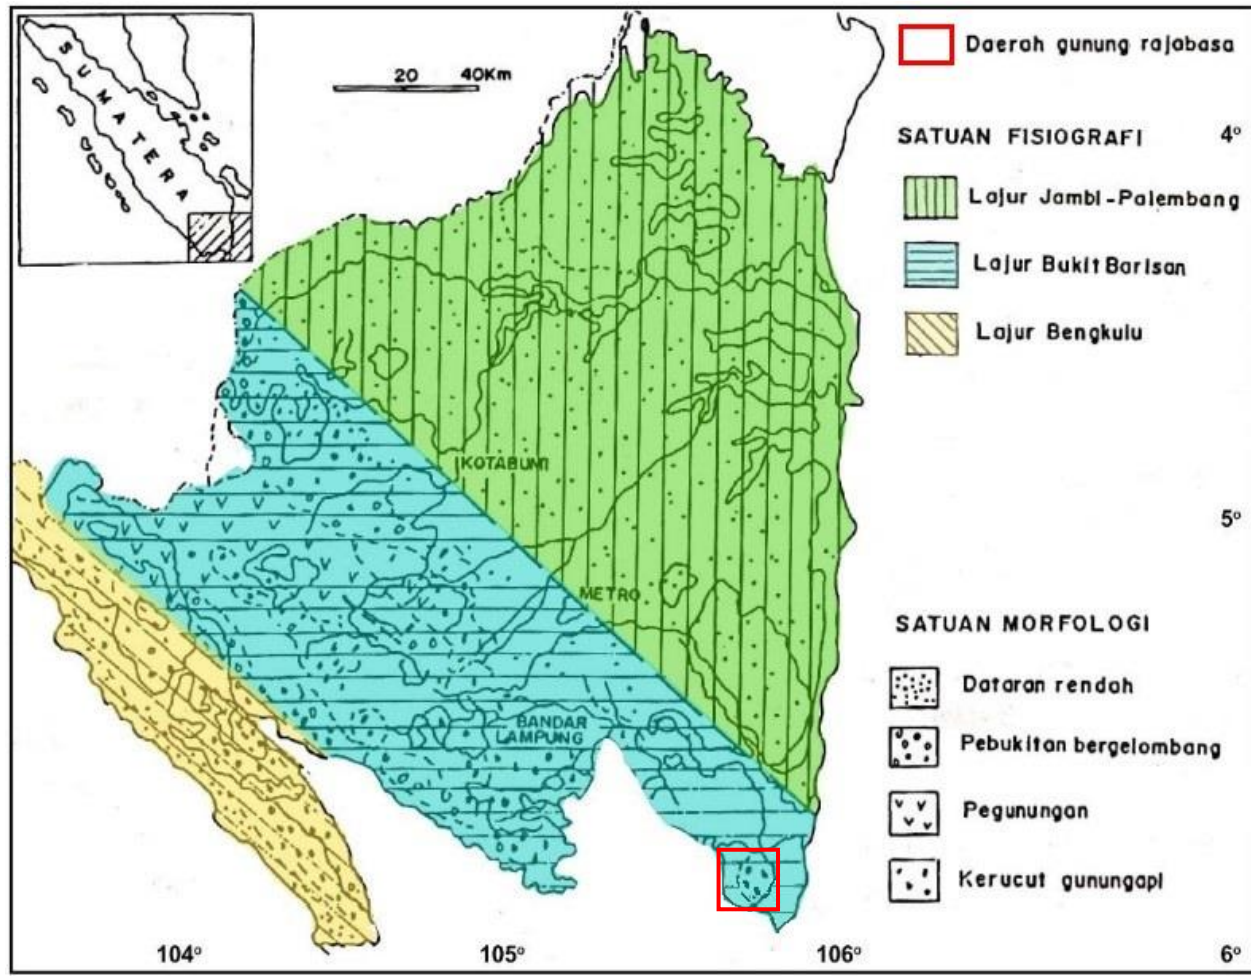 SUMATERA
20 40Km
Daerah gunung rajabasa
SATUAN FISIOGRAFI
4°
Lajur Jambi-Palembang
Lajur Bukit Barisan
Lajur Bengkulu
KOTABUMI
5°
METRO
SATUAN MORFOLOGI
Dataran rendah
BANDAR
LAMPUNG
Pebukitan bergelombang
Pegunungan
Kerucut gunungapi
104° 105° 106° 6°